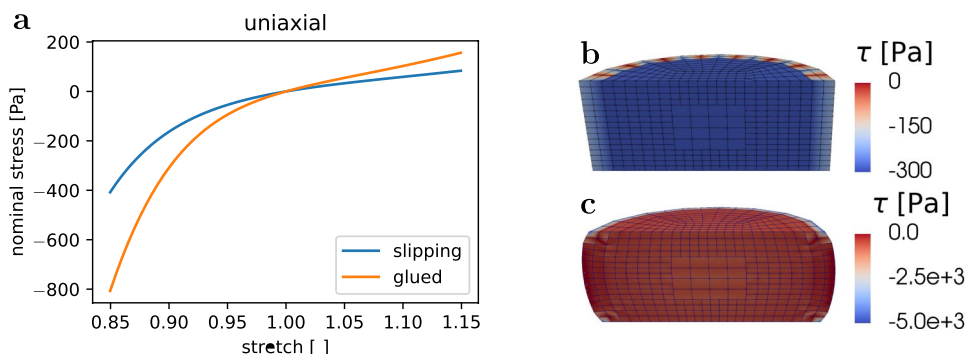 a
uniaxial
200
0
−200
−400
−600
−800
nominal stress [Pa]
slipping
glued
0.85 0.90 0.95 1.00 1.05 1.10 1.15
stretch [ ]
b
τ [Pa]
0
-150
-300
c
τ [Pa]
0.0
-2.5e+3
-5.0e+3